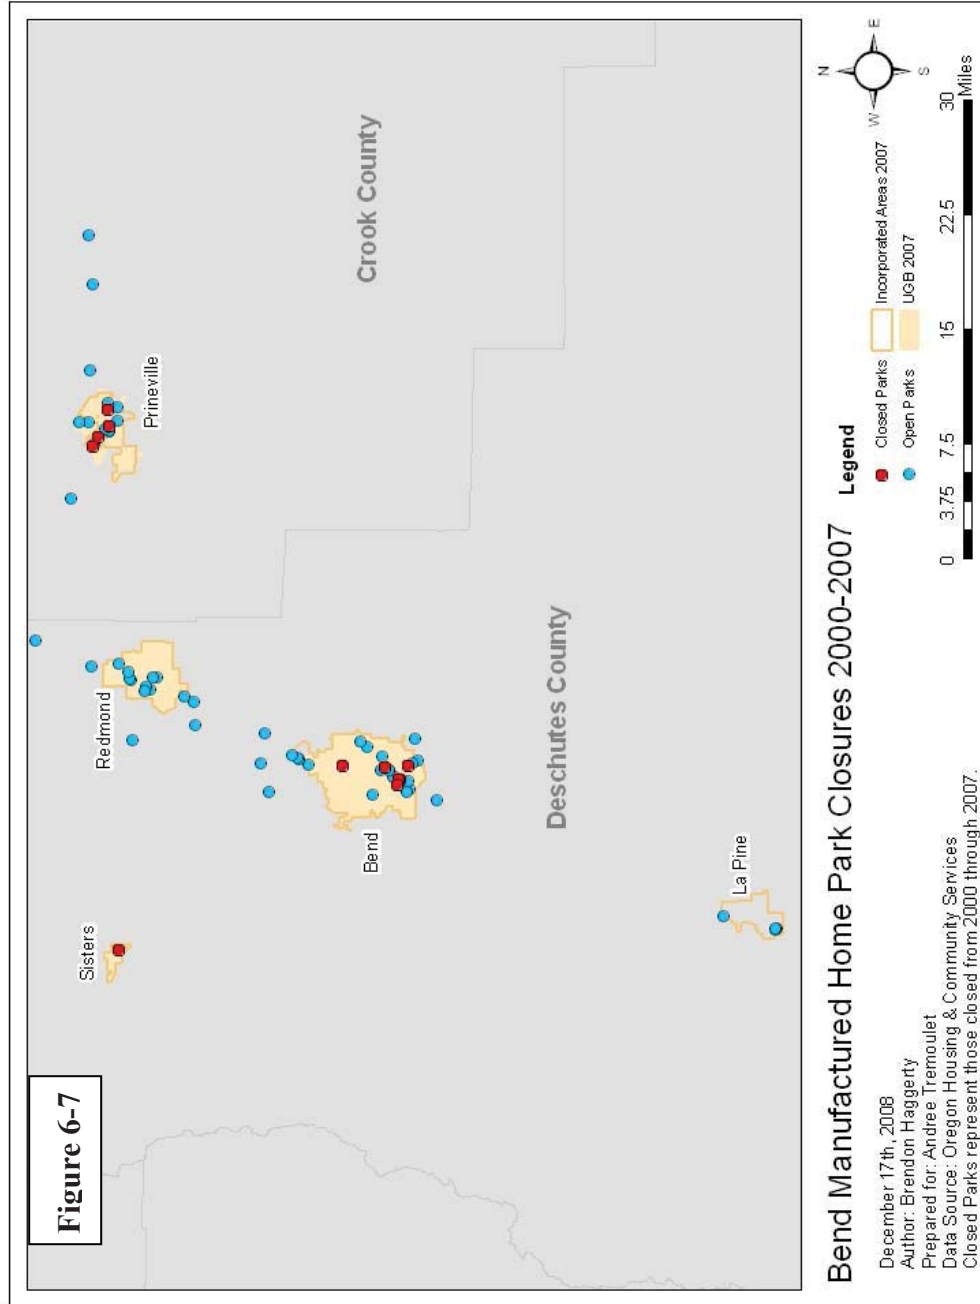 Figure 6-7
Sisters
Redmond
Prineville
Crook County
Bend
Deschutes County
La Pine
Bend Manufactured Home Park Closures 2000-2007
December 17th, 2008
Author: Brendon Haggerty
Prepared for: Andree Tremoulet
Data Source: Oregon Housing & Community Services
Closed Parks represent those closed from 2000 through 2007.
Legend
Closed Parks
Incorporated Areas 2007
Open Parks
UGB 2007
N
W
E
S
0 3.75 7.5 15 22.5 30
Miles